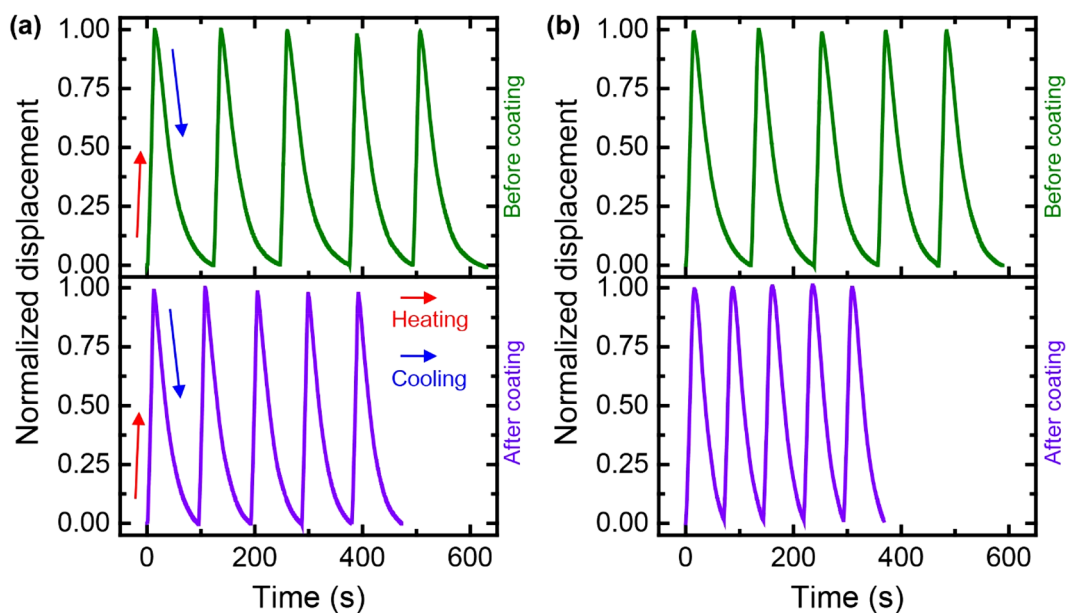 (a)
Normalized displacement
1.00
0.75
0.50
0.25
0.00
Before coating
1.00
0.75
0.50
0.25
0.00
Heating
Cooling
After coating
0
200
400
600
Time (s)
(b)
Normalized displacement
1.00
0.75
0.50
0.25
0.00
Before coating
1.00
0.75
0.50
0.25
0.00
After coating
0
200
400
600
Time (s)